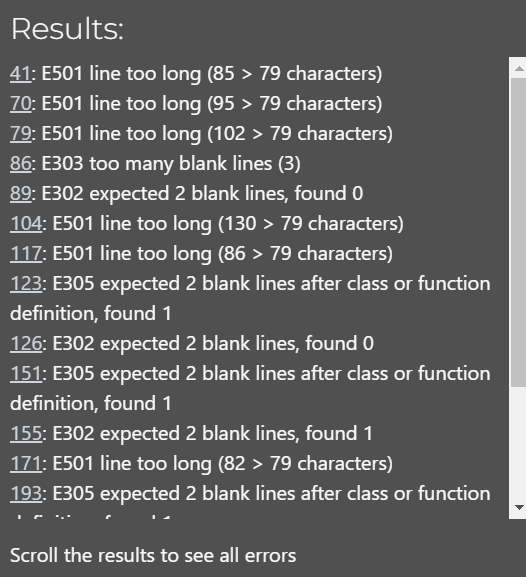 Results:
41: E501 line too long (85 > 79 characters)
70: E501 line too long (95 > 79 characters)
79: E501 line too long (102 > 79 characters)
86: E303 too many blank lines (3)
89: E302 expected 2 blank lines, found 0
104: E501 line too long (130 > 79 characters)
117: E501 line too long (86 > 79 characters)
123: E305 expected 2 blank lines after class or function
definition, found 1
126: E302 expected 2 blank lines, found 0
151: E305 expected 2 blank lines after class or function
definition, found 1
155: E302 expected 2 blank lines, found 1
171: E501 line too long (82 > 79 characters)
193: E305 expected 2 blank lines after class or function
definition, found 1
Scroll the results to see all errors